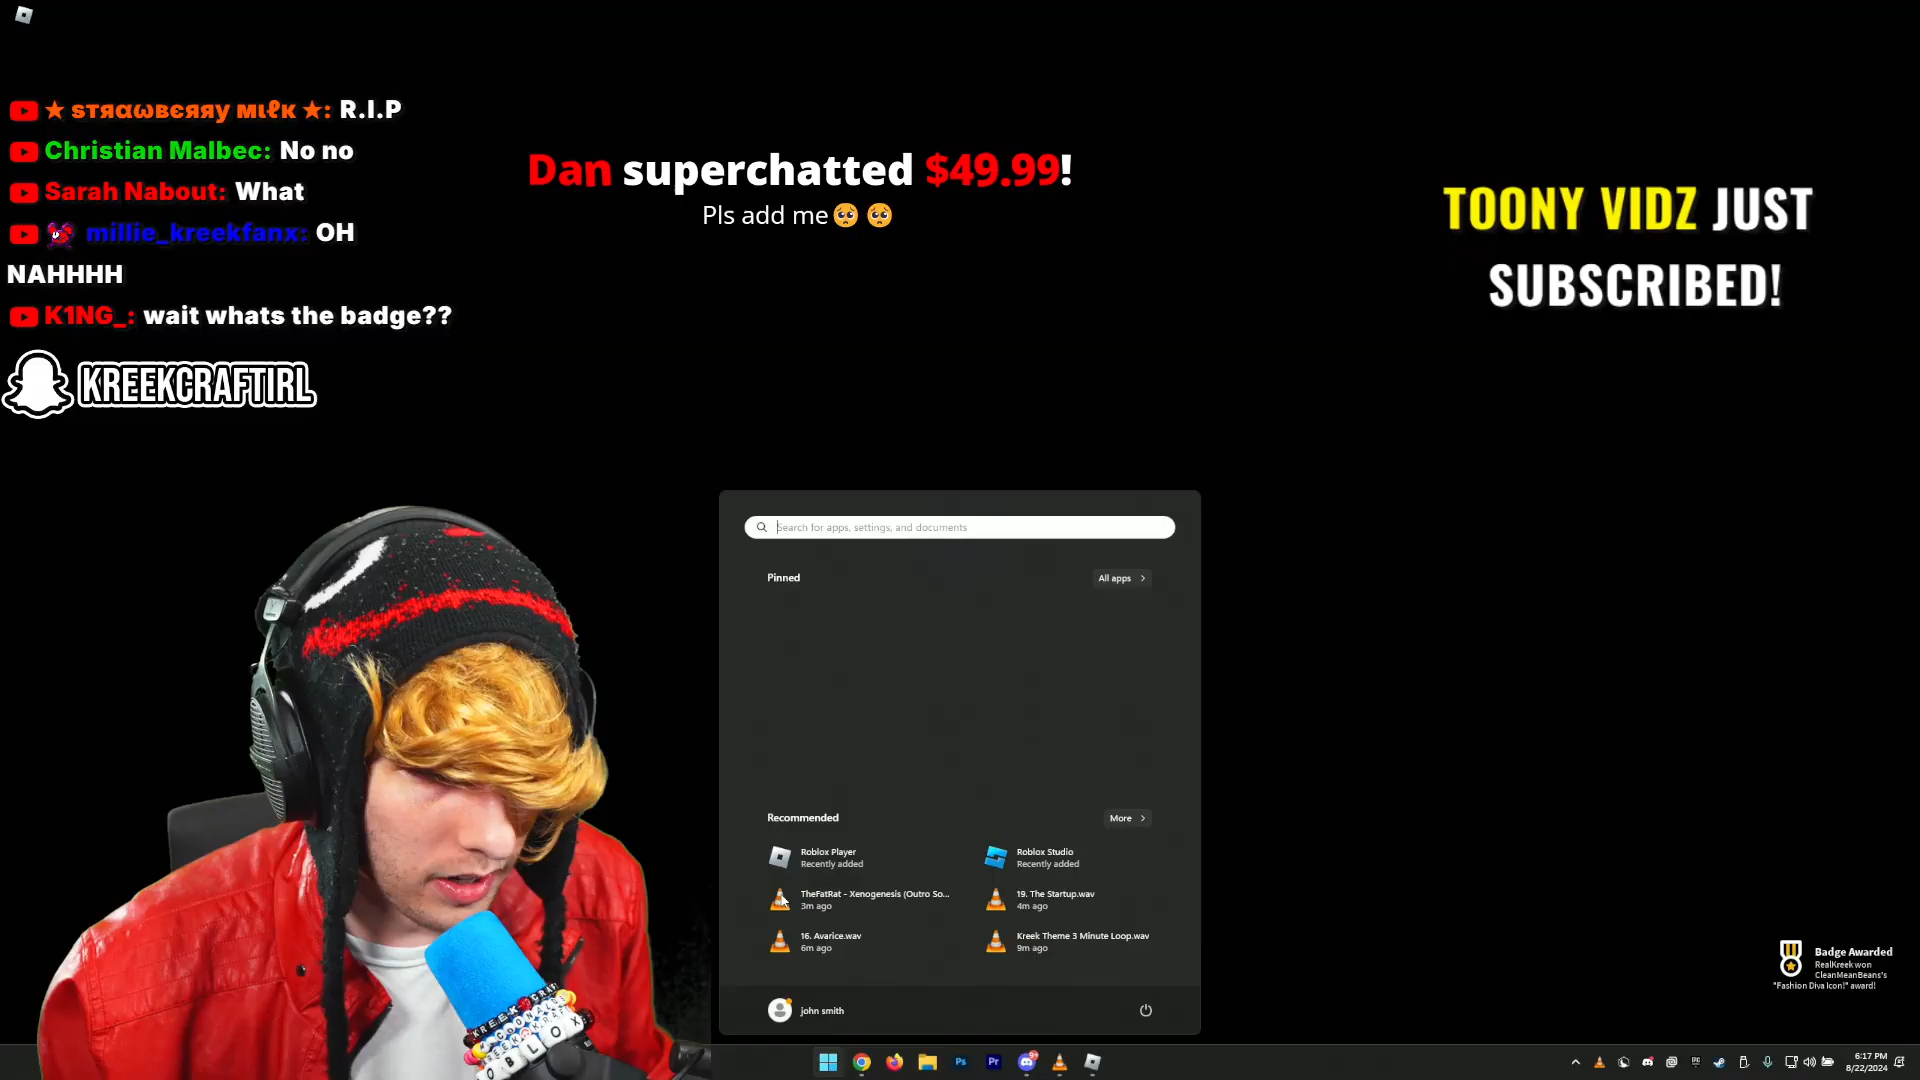 ★ sтяαωвєяяy мιℓк ★: R.I.P
Christian Malbec: No no
Sarah Nabout: What
millie_kreekfanx: OH
NAHHHH
K1NG_: wait whats the badge??
KREEKCRAFTIRL
Dan superchatted $49.99!
Pls add me🥺🥺
TOONY VIDZ JUST
SUBSCRIBED!
Search for apps, settings, and documents
Pinned
All apps
Recommended
More
Roblox Player
Recently added
Roblox Studio
Recently added
TheFatRat - Xenogenesis (Outro So...
3m ago
19. The Startup.wav
4m ago
16. Avarice.wav
6m ago
Kreek Theme 3 Minute Loop.wav
9m ago
john smith
Badge Awarded
RealKreek won
CleanMeanBeans's
"Fashion Diva Icon!" award!
Ps
Pr
6:17 PM
8/22/2024